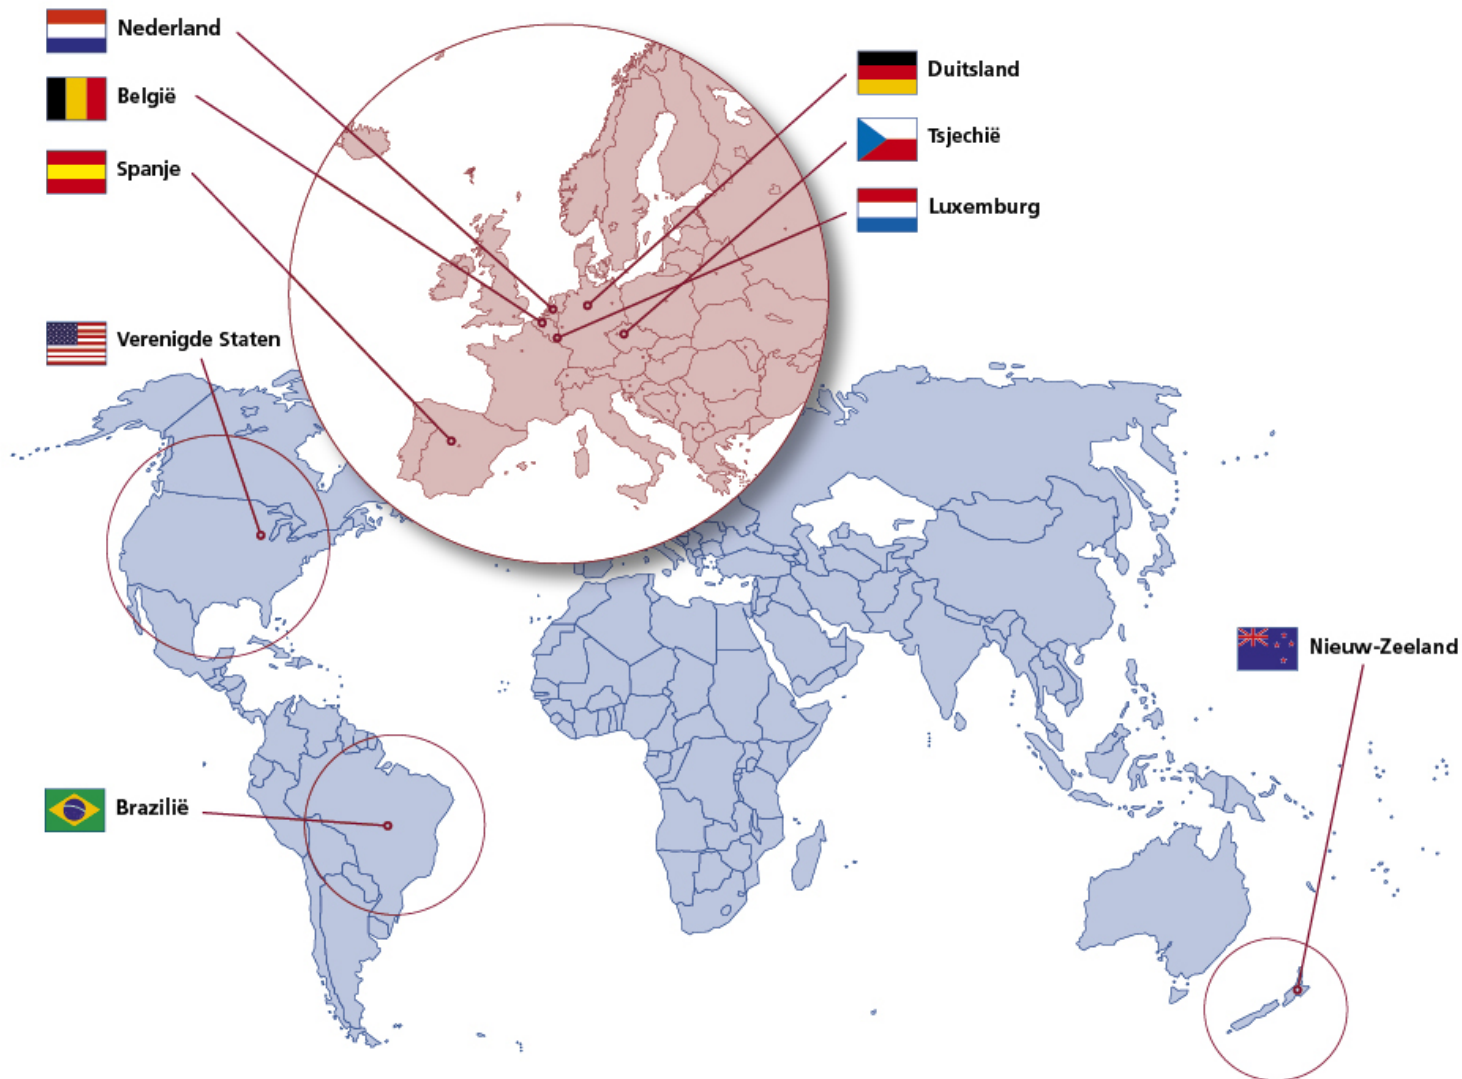 Nederland
België
Spanje
Duitsland
Tsjechië
Luxemburg
Verenigde Staten
Brazilië
Nieuw-Zeeland